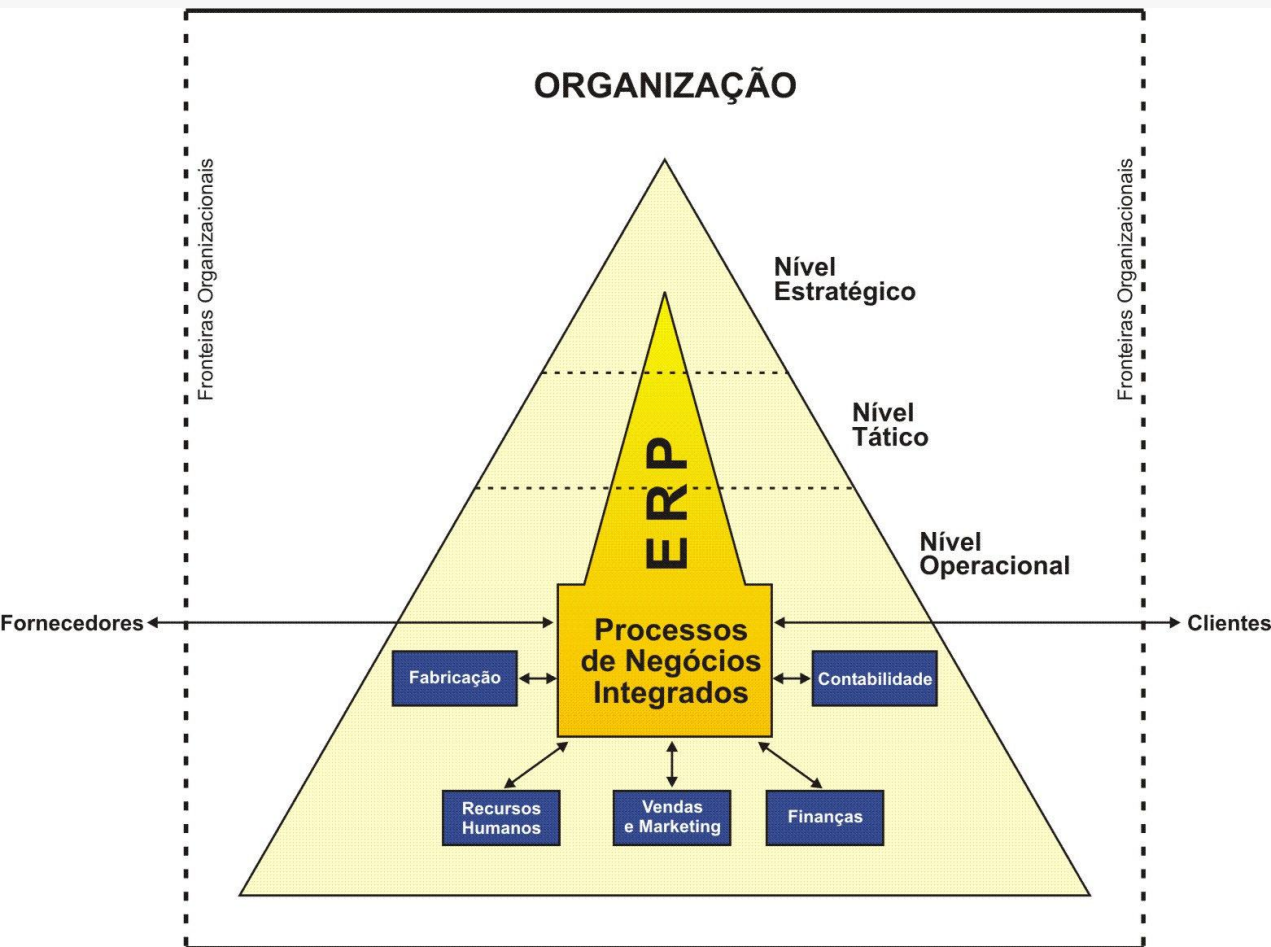 ORGANIZAÇÃO
Fronteiras Organizacionais
Fronteiras Organizacionais
Nível
Estratégico
Nível
Tático
ERP
Nível
Operacional
Fornecedores
Clientes
Processos
de Negócios
Integrados
Fabricação
Contabilidade
Recursos
Humanos
Vendas
e Marketing
Finanças